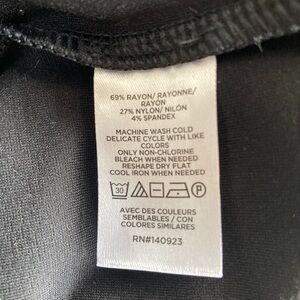 69% RAYON/ RAYONNE/
RAYÓN
27% NYLON/ NILÓN
4% SPANDEX
MACHINE WASH COLD
DELICATE CYCLE WITH LIKE
COLORS
ONLY NON-CHLORINE
BLEACH WHEN NEEDED
RESHAPE DRY FLAT
COOL IRON WHEN NEEDED
30 P
AVEC DES COULEURS
SEMBLABLES / CON
COLORES SIMILARES
RN#140923